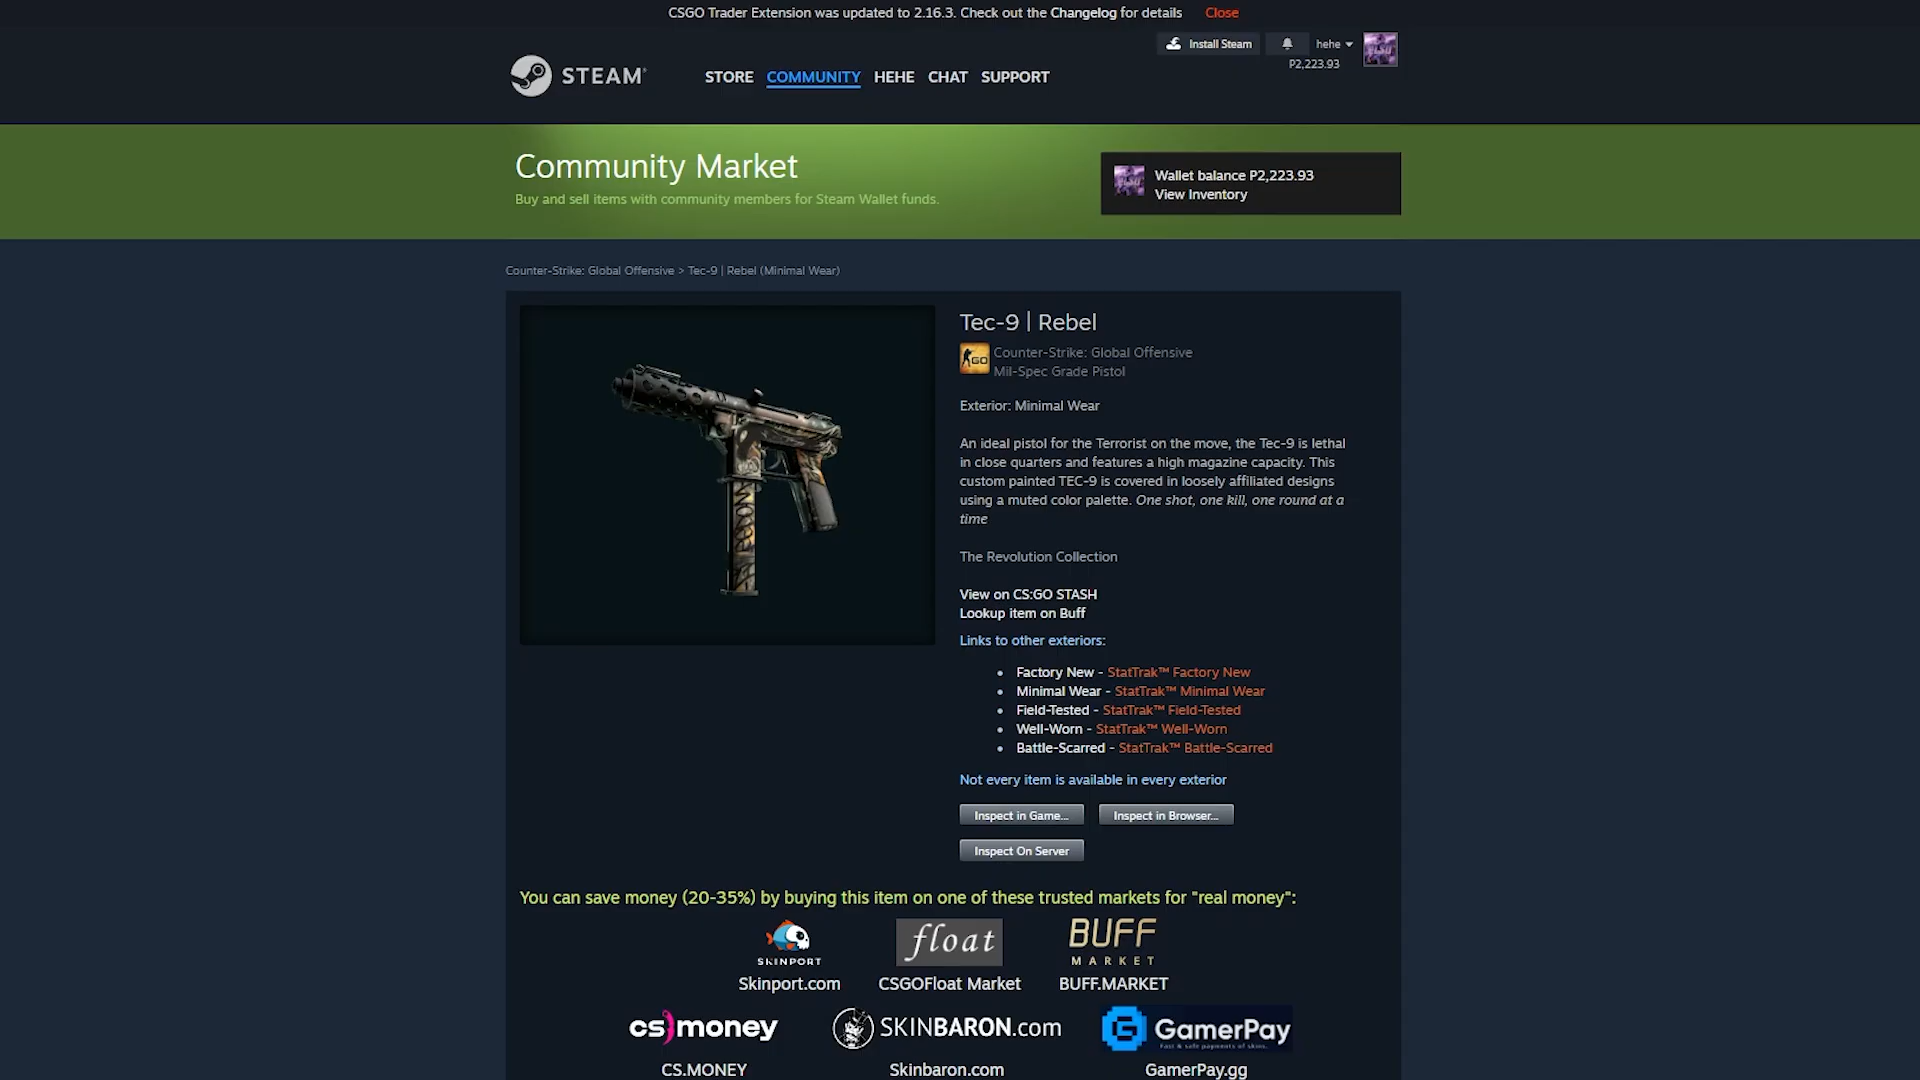 CSGO Trader Extension was updated to 2.16.3. Check out the Changelog for details Close
Install Steam
hehe
P2,223.93
STEAM
STORE COMMUNITY HEHE CHAT SUPPORT
Community Market
Buy and sell items with community members for Steam Wallet funds.
Wallet balance P2,223.93
View Inventory
Counter-Strike: Global Offensive > Tec-9 | Rebel (Minimal Wear)
Tec-9 | Rebel
GO
Counter-Strike: Global Offensive
Mil-Spec Grade Pistol
Exterior: Minimal Wear
An ideal pistol for the Terrorist on the move, the Tec-9 is lethal
in close quarters and features a high magazine capacity. This
custom painted TEC-9 is covered in loosely affiliated designs
using a muted color palette. One shot, one kill, one round at a
time
The Revolution Collection
View on CS:GO STASH
Lookup item on Buff
Links to other exteriors:
Factory New - StatTrak™ Factory New
Minimal Wear - StatTrak™ Minimal Wear
Field-Tested - StatTrak™ Field-Tested
Well-Worn - StatTrak™ Well-Worn
Battle-Scarred - StatTrak™ Battle-Scarred
Not every item is available in every exterior
Inspect in Game... Inspect in Browser...
Inspect On Server
You can save money (20-35%) by buying this item on one of these trusted markets for "real money":
SKINPORT
float
BUFF
MARKET
Skinport.com CSGOFloat Market BUFF.MARKET
cs money
SKINBARON.com
GamerPay
Fast & safe payments of skins.
CS.MONEY Skinbaron.com GamerPay.gg